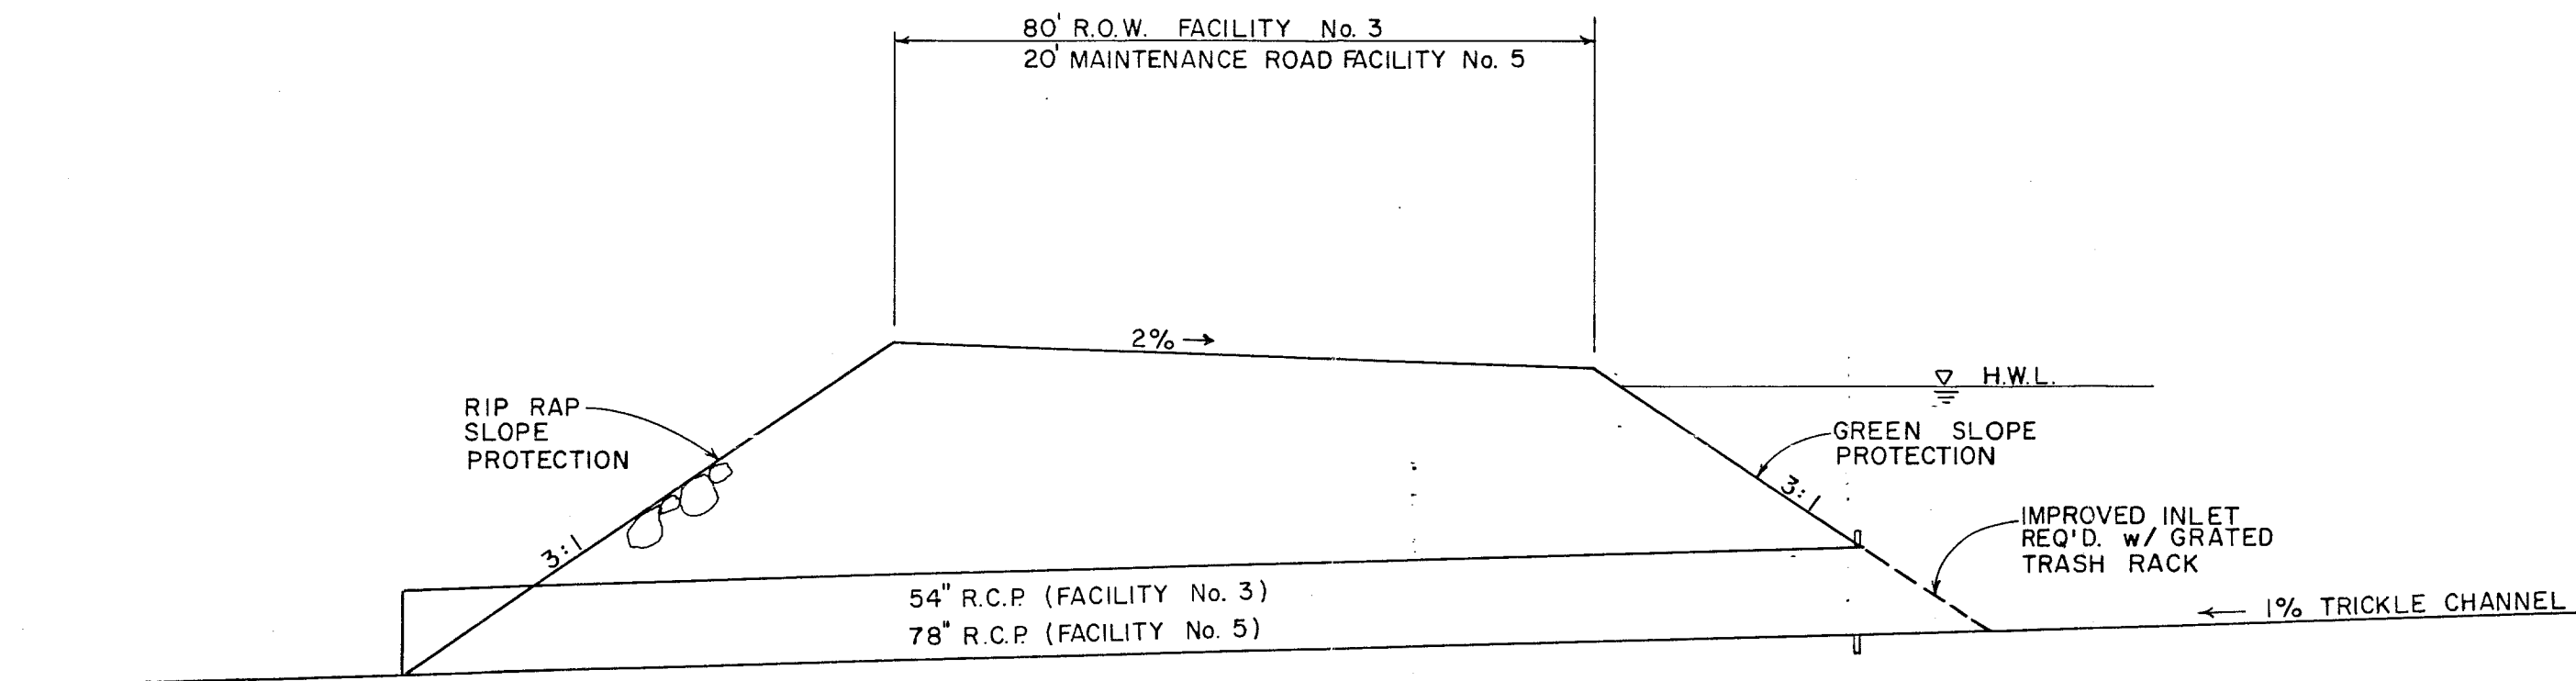 80' R.O.W. FACILITY No. 3
20' MAINTENANCE ROAD FACILITY No. 5
2% →
▽ H.W.L.
RIP RAP
SLOPE
PROTECTION
GREEN SLOPE
PROTECTION
3:1
3:1
IMPROVED INLET
REQ'D. w/ GRATED
TRASH RACK
54" R.C.P. (FACILITY No. 3)
78" R.C.P. (FACILITY No. 5)
← 1% TRICKLE CHANNEL